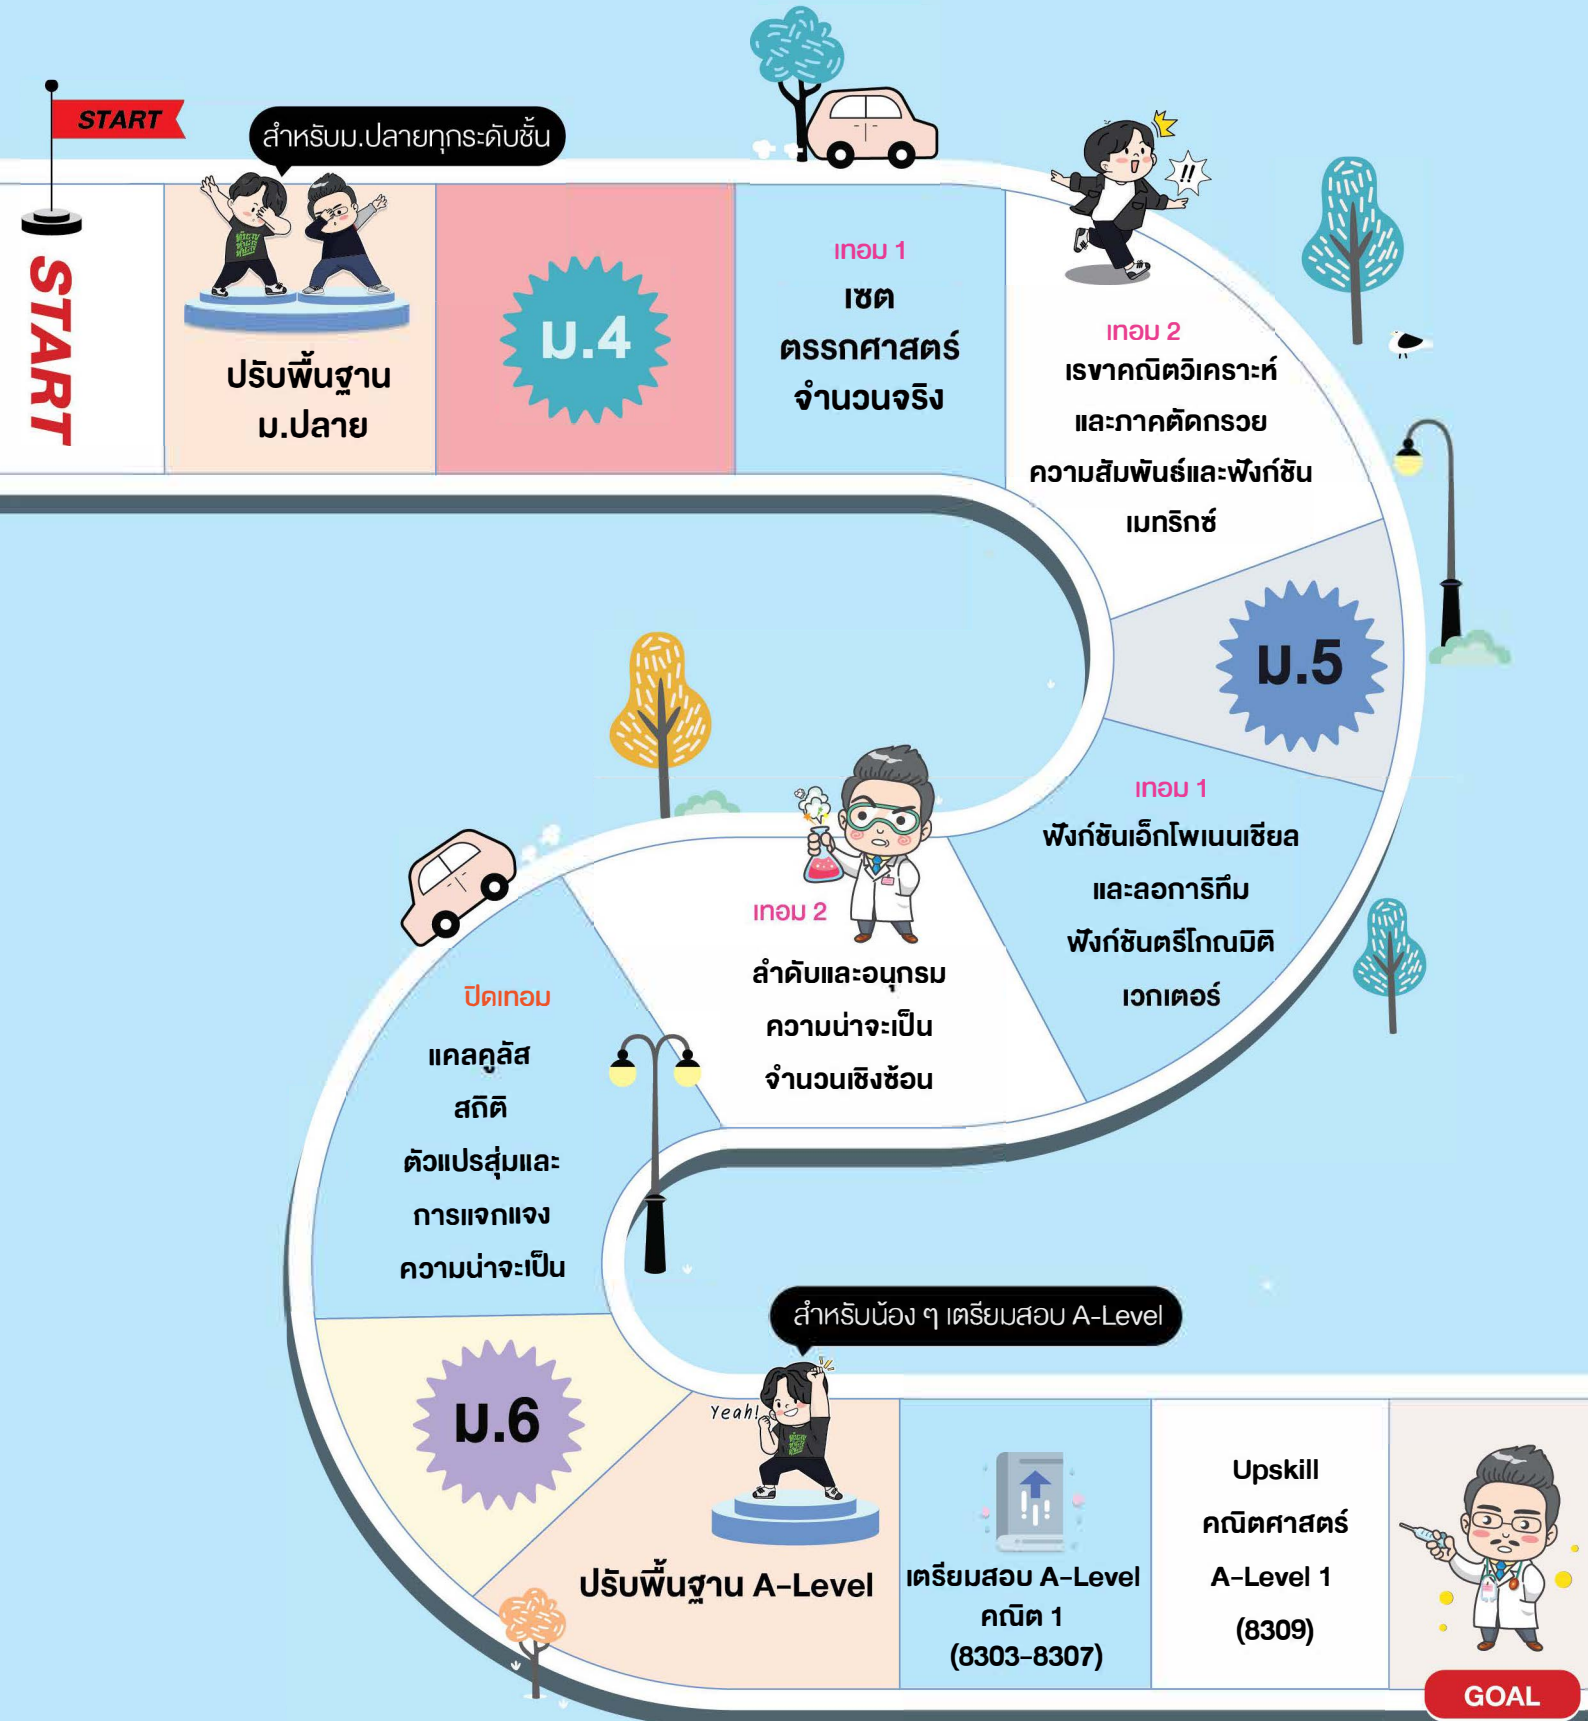 START
START
สำหรับม.ปลายทุกระดับชั้น
ปรับพื้นฐาน
ม.ปลาย
ม.4
เทอม 1
เซต
ตรรกศาสตร์
จำนวนจริง
!!
เทอม 2
เรขาคณิตวิเคราะห์
และภาคตัดกรวย
ความสัมพันธ์และฟังก์ชัน
เมทริกซ์
ม.5
เทอม 1
ฟังก์ชันเอ็กโพเนนเชียล
และลอการิทึม
ฟังก์ชันตรีโกณมิติ
เวกเตอร์
เทอม 2
ลำดับและอนุกรม
ความน่าจะเป็น
จำนวนเชิงซ้อน
ปิดเทอม
แคลคูลัส
สถิติ
ตัวแปรสุ่มและ
การแจกแจง
ความน่าจะเป็น
ม.6
สำหรับน้อง ๆ เตรียมสอบ A-Level
Yeah!
ปรับพื้นฐาน A-Level
เตรียมสอบ A-Level
คณิต 1
(8303-8307)
Upskill
คณิตศาสตร์
A-Level 1
(8309)
GOAL